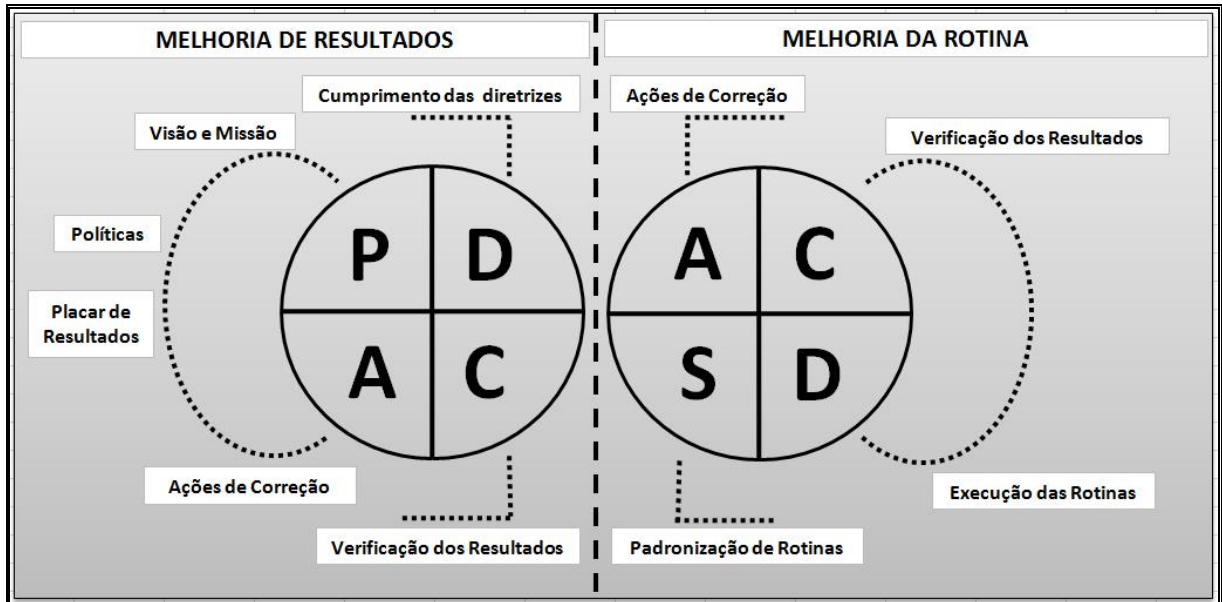 MELHORIA DE RESULTADOS
Cumprimento das diretrizes
Visão e Missão
Políticas
Placar de
Resultados
P
D
A
C
Ações de Correção
Verificação dos Resultados
MELHORIA DA ROTINA
Ações de Correção
Verificação dos Resultados
A
C
S
D
Execução das Rotinas
Padronização de Rotinas